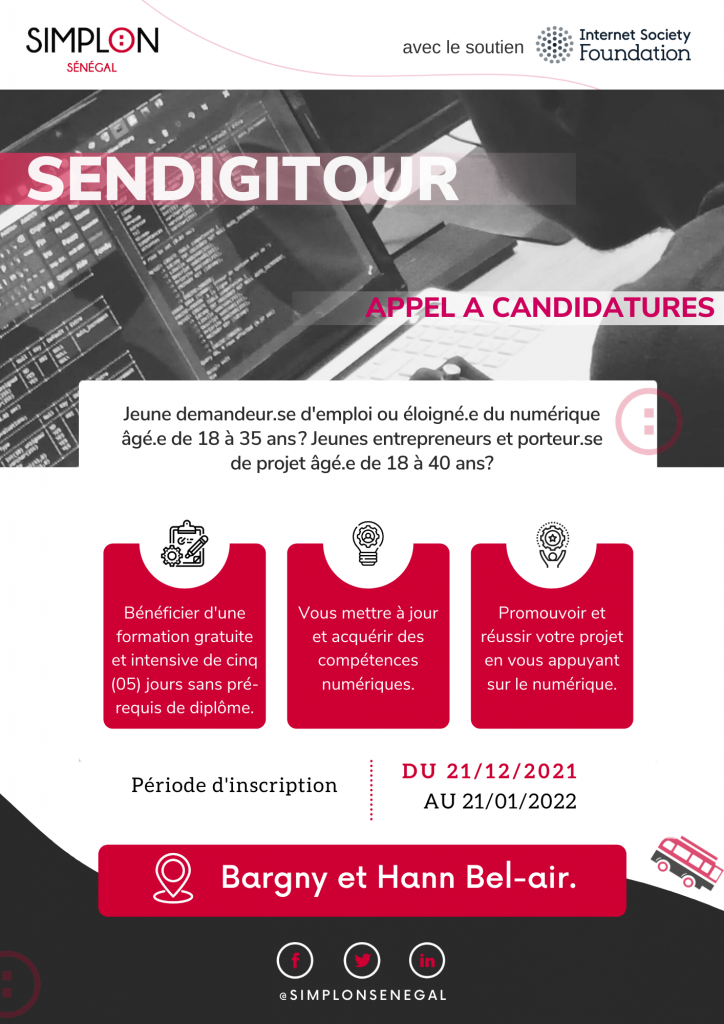 SIMPLON
SÉNÉGAL
avec le soutien
Internet Society
Foundation
SENDIGITOUR
APPEL A CANDIDATURES
Jeune demandeur.se d'emploi ou éloigné.e du numérique
âgé.e de 18 à 35 ans? Jeunes entrepreneurs et porteur.se
de projet âgé.e de 18 à 40 ans?
Bénéficier d'une
formation gratuite
et intensive de cinq
(05) jours sans pré-
requis de diplôme.
Vous mettre à jour
et acquérir des
compétences
numériques.
Promouvoir et
réussir votre projet
en vous appuyant
sur le numérique.
Période d'inscription
DU 21/12/2021
AU 21/01/2022
Bargny et Hann Bel-air.
@SIMPLONSENEGAL